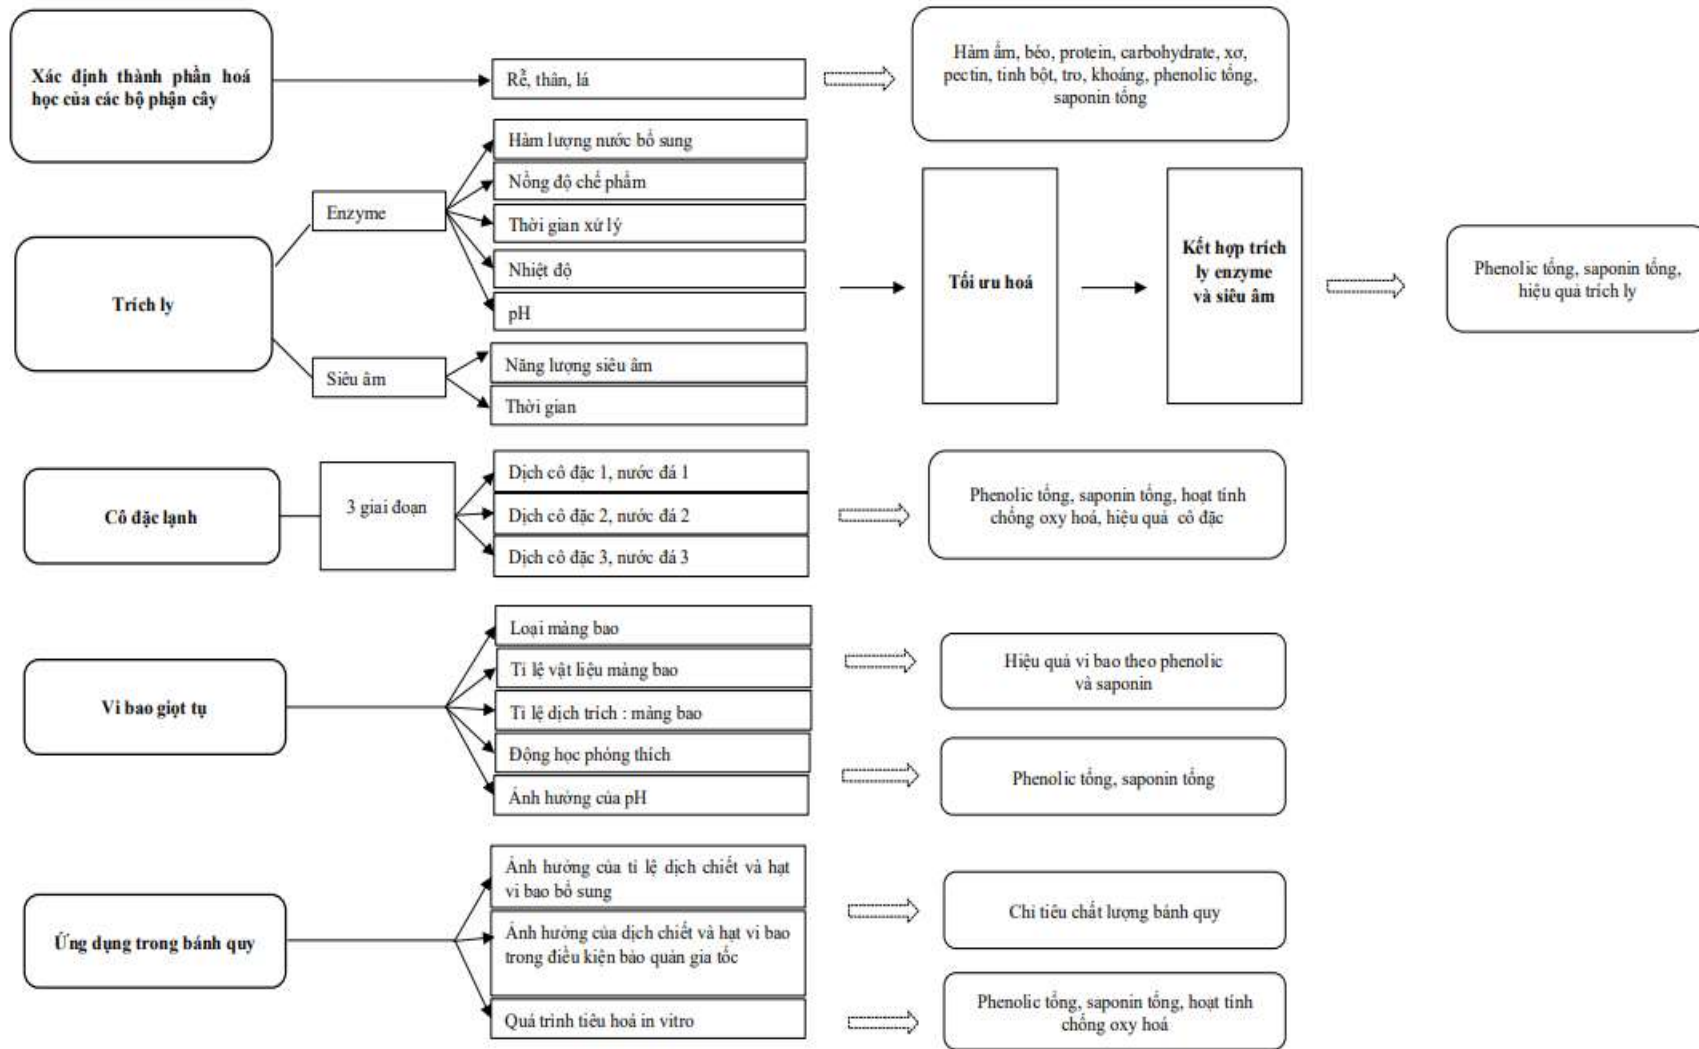 Xác định thành phần hoá
học của các bộ phận cây
Rễ, thân, lá
Hàm ẩm, béo, protein, carbohydrate, xơ,
pectin, tinh bột, tro, khoáng, phenolic tổng,
saponin tổng
Trích ly
Enzyme
Hàm lượng nước bổ sung
Nồng độ chế phẩm
Thời gian xử lý
Nhiệt độ
pH
Siêu âm
Năng lượng siêu âm
Thời gian
Tối ưu hoá
Kết hợp trích
ly enzyme
và siêu âm
Phenolic tổng, saponin tổng,
hiệu quả trích ly
Cô đặc lạnh
3 giai đoạn
Dịch cô đặc 1, nước đá 1
Dịch cô đặc 2, nước đá 2
Dịch cô đặc 3, nước đá 3
Phenolic tổng, saponin tổng, hoạt tính
chống oxy hoá, hiệu quả cô đặc
Vi bao giọt tụ
Loại màng bao
Tỉ lệ vật liệu màng bao
Tỉ lệ dịch trích : màng bao
Động học phóng thích
Ảnh hưởng của pH
Hiệu quả vi bao theo phenolic
và saponin
Phenolic tổng, saponin tổng
Ứng dụng trong bánh quy
Ảnh hưởng của tỉ lệ dịch chiết và hạt
vi bao bổ sung
Ảnh hưởng của dịch chiết và hạt vi bao
trong điều kiện bảo quản gia tốc
Quá trình tiêu hoá in vitro
Chỉ tiêu chất lượng bánh quy
Phenolic tổng, saponin tổng, hoạt tính
chống oxy hoá